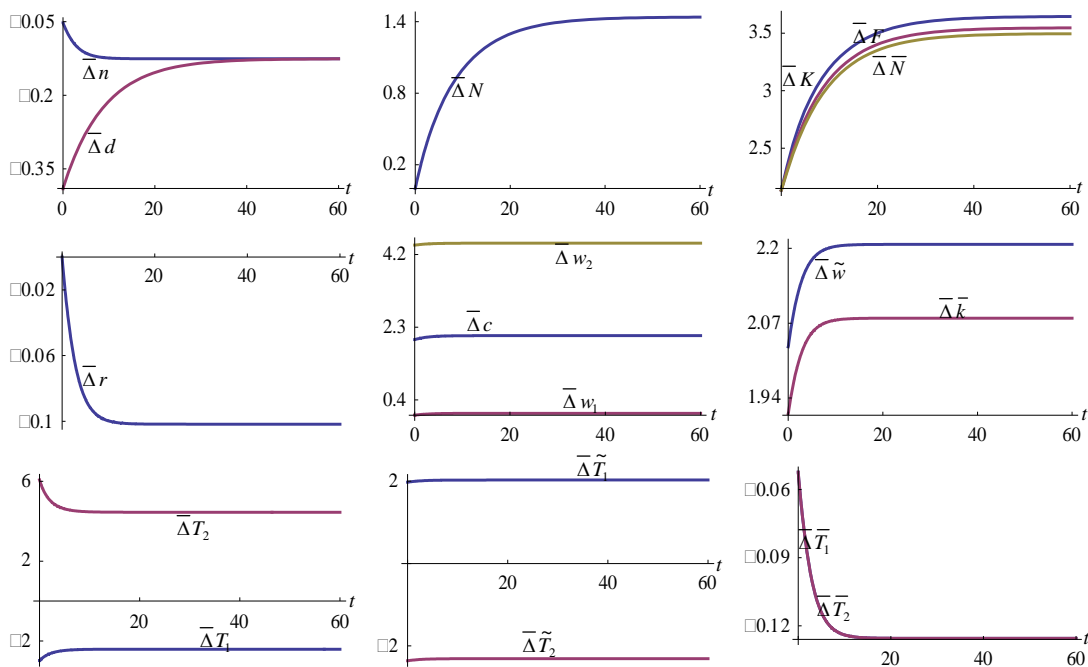 □0.05
Δ̅ n
□0.2
Δ̅ d
□0.35
t
0 20 40 60
1.4
Δ̅ N
0.8
0.2
t
0 20 40 60
3.5
Δ̅ F
Δ̅ N̅
Δ̅ K
3
2.5
t
0 20 40 60
t
20 40 60
□0.02
□0.06
Δ̅ r
□0.1
4.2
Δ̅ w₂
2.3
Δ̅ c
0.4
Δ̅ w₁
t
0 20 40 60
2.2
Δ̅ w̃
Δ̅ k̅
2.07
1.94
t
0 20 40 60
6
Δ̅ T₂
2
t
20 40 60
□2
Δ̅ T₁
2
Δ̅ T̃₁
t
20 40 60
□2
Δ̅ T̃₂
□0.06
Δ̅ T̅₁
□0.09
Δ̅ T̅₂
□0.12
t
0 20 40 60